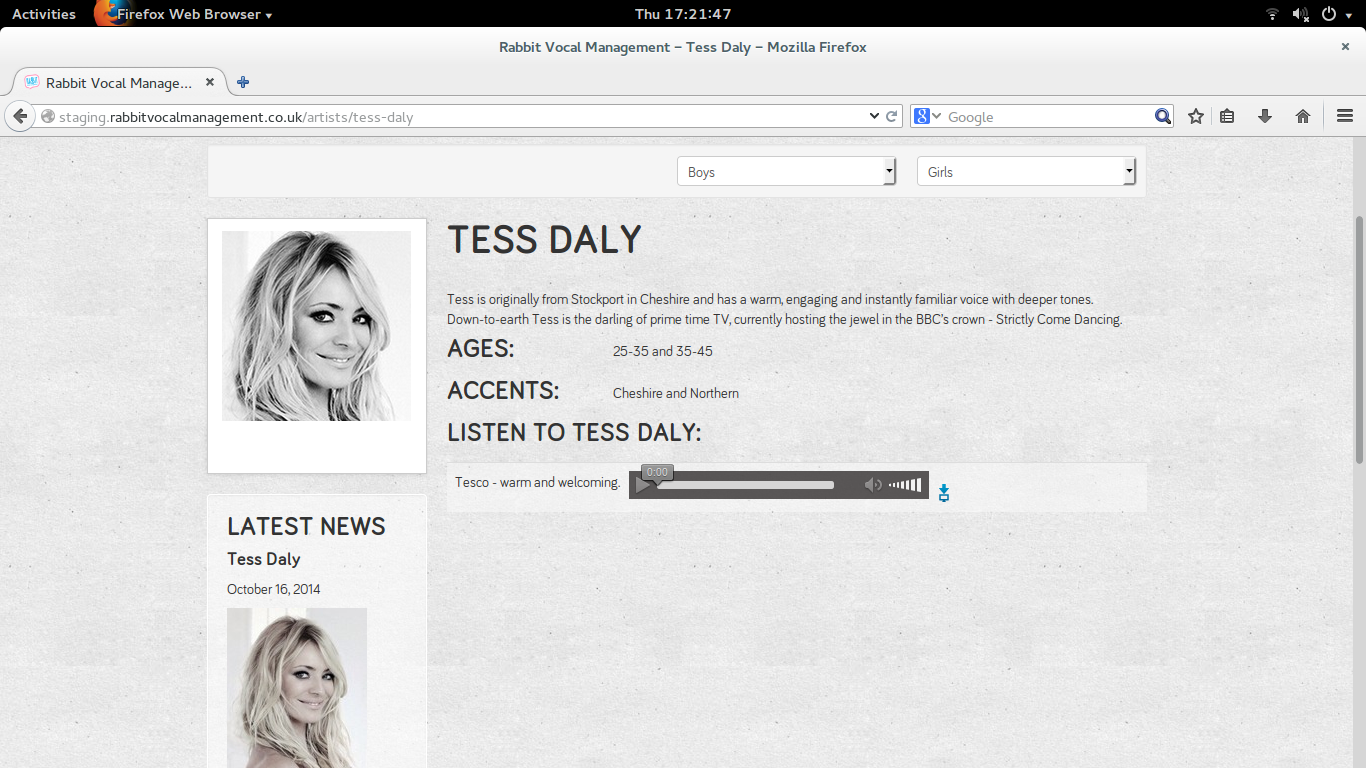 Activities
Firefox Web Browser
Thu 17:21:47
Rabbit Vocal Management – Tess Daly – Mozilla Firefox
Rabbit Vocal Manage...
staging.rabbitvocalmanagement.co.uk/artists/tess-daly
Google
Boys
Girls
TESS DALY
Tess is originally from Stockport in Cheshire and has a warm, engaging and instantly familiar voice with deeper tones.
Down-to-earth Tess is the darling of prime time TV, currently hosting the jewel in the BBC's crown - Strictly Come Dancing.
AGES:
25-35 and 35-45
ACCENTS:
Cheshire and Northern
LISTEN TO TESS DALY:
Tesco - warm and welcoming.
0:00
LATEST NEWS
Tess Daly
October 16, 2014